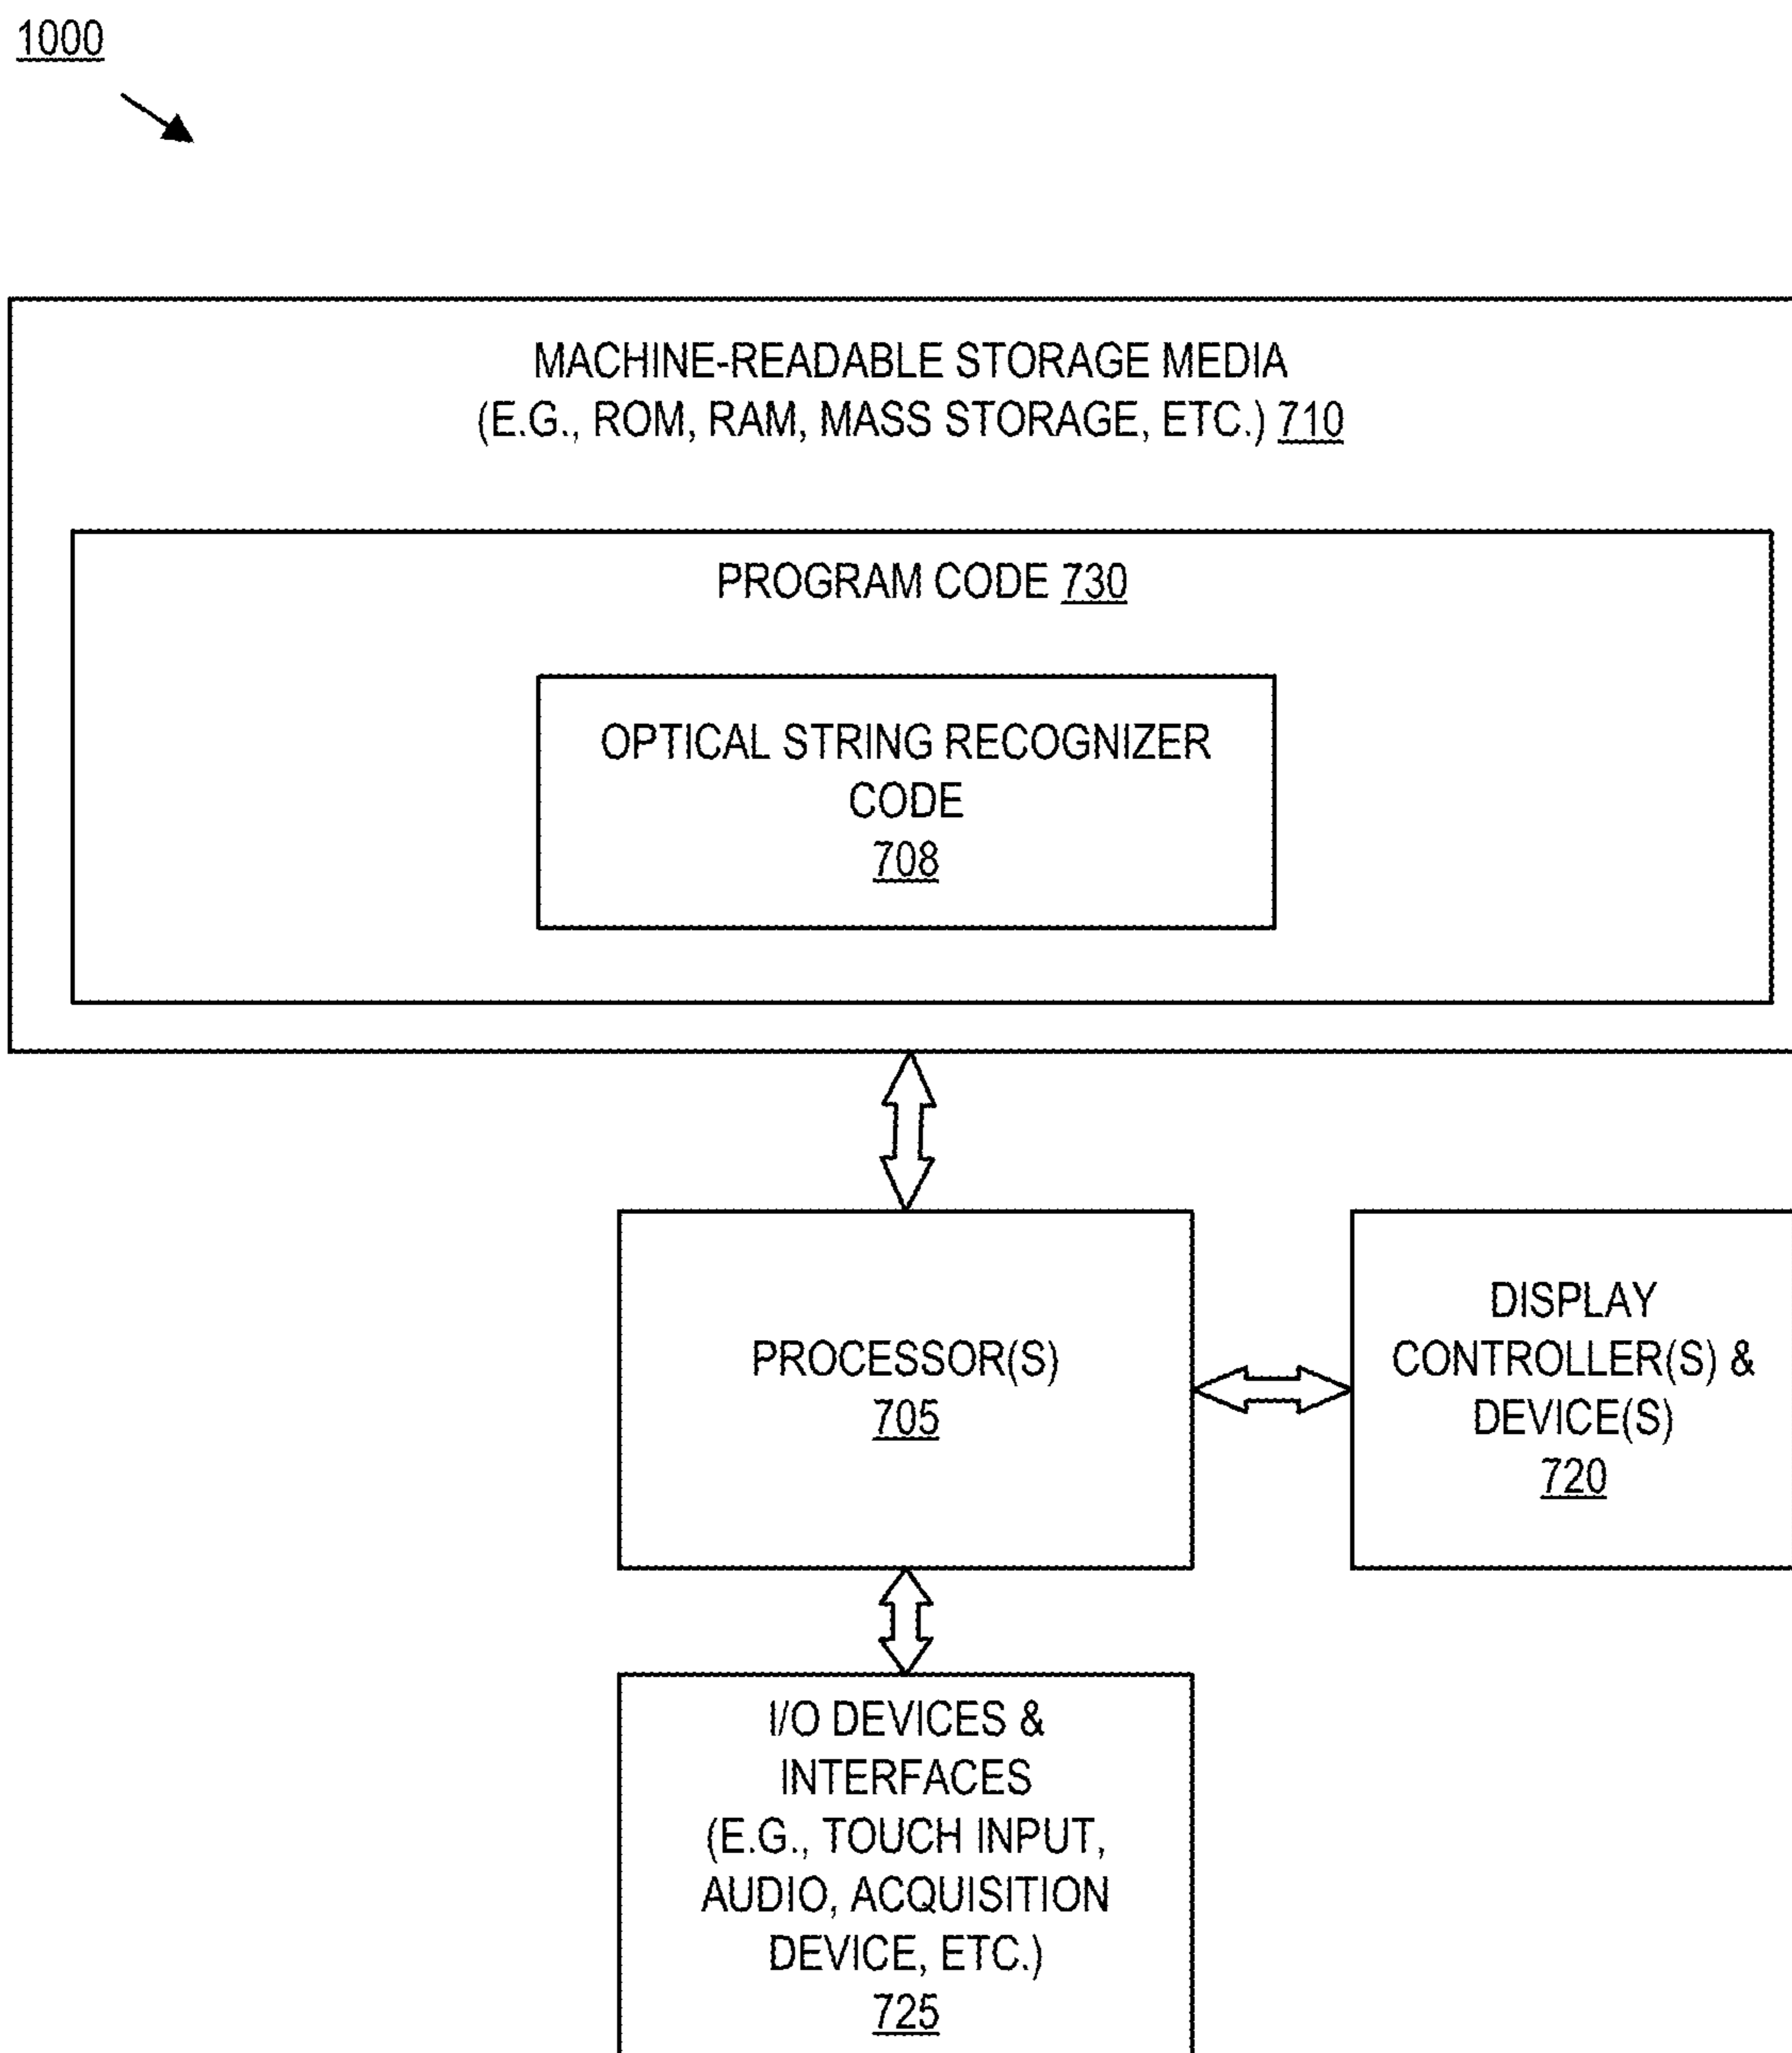 1000
MACHINE-READABLE STORAGE MEDIA
(E.G., ROM, RAM, MASS STORAGE, ETC.) 710
PROGRAM CODE 730
OPTICAL STRING RECOGNIZER
CODE
708
PROCESSOR(S)
705
DISPLAY
CONTROLLER(S) &
DEVICE(S)
720
I/O DEVICES &
INTERFACES
(E.G., TOUCH INPUT,
AUDIO, ACQUISITION
DEVICE, ETC.)
725